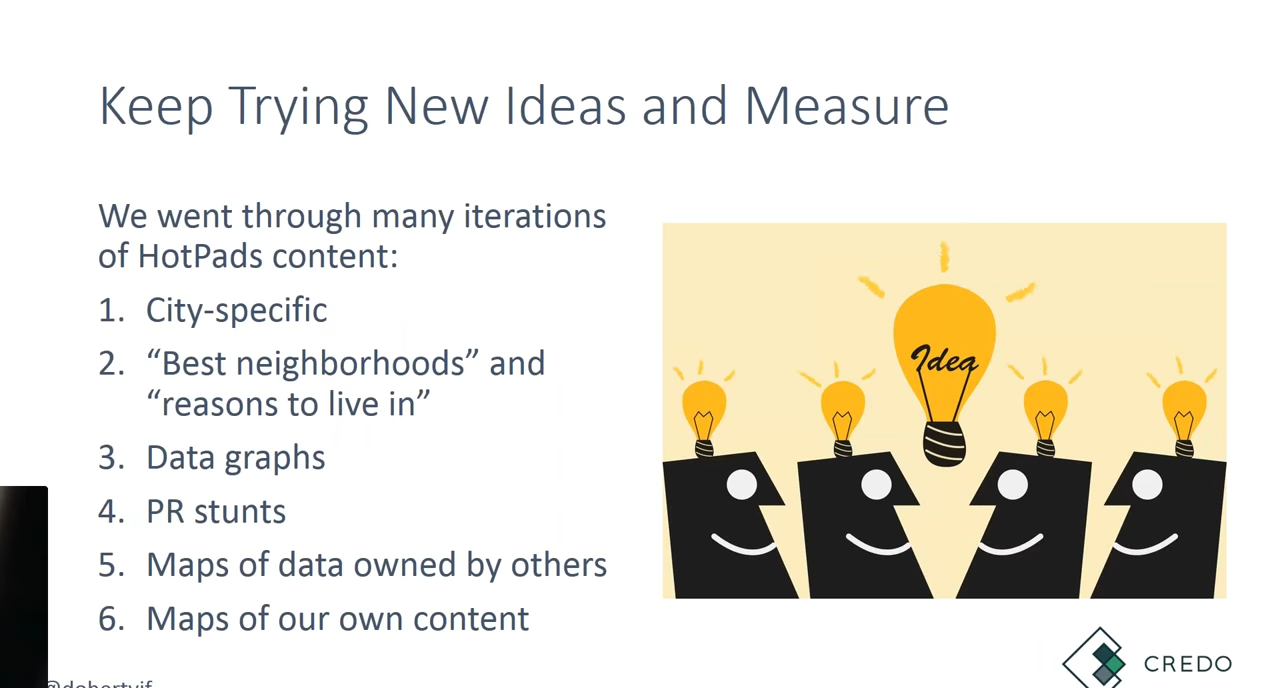 Keep Trying New Ideas and Measure
We went through many iterations
of HotPads content:
1. City-specific
2. “Best neighborhoods” and
“reasons to live in”
3. Data graphs
4. PR stunts
5. Maps of data owned by others
6. Maps of our own content
Idea
CREDO
@dohertyjf